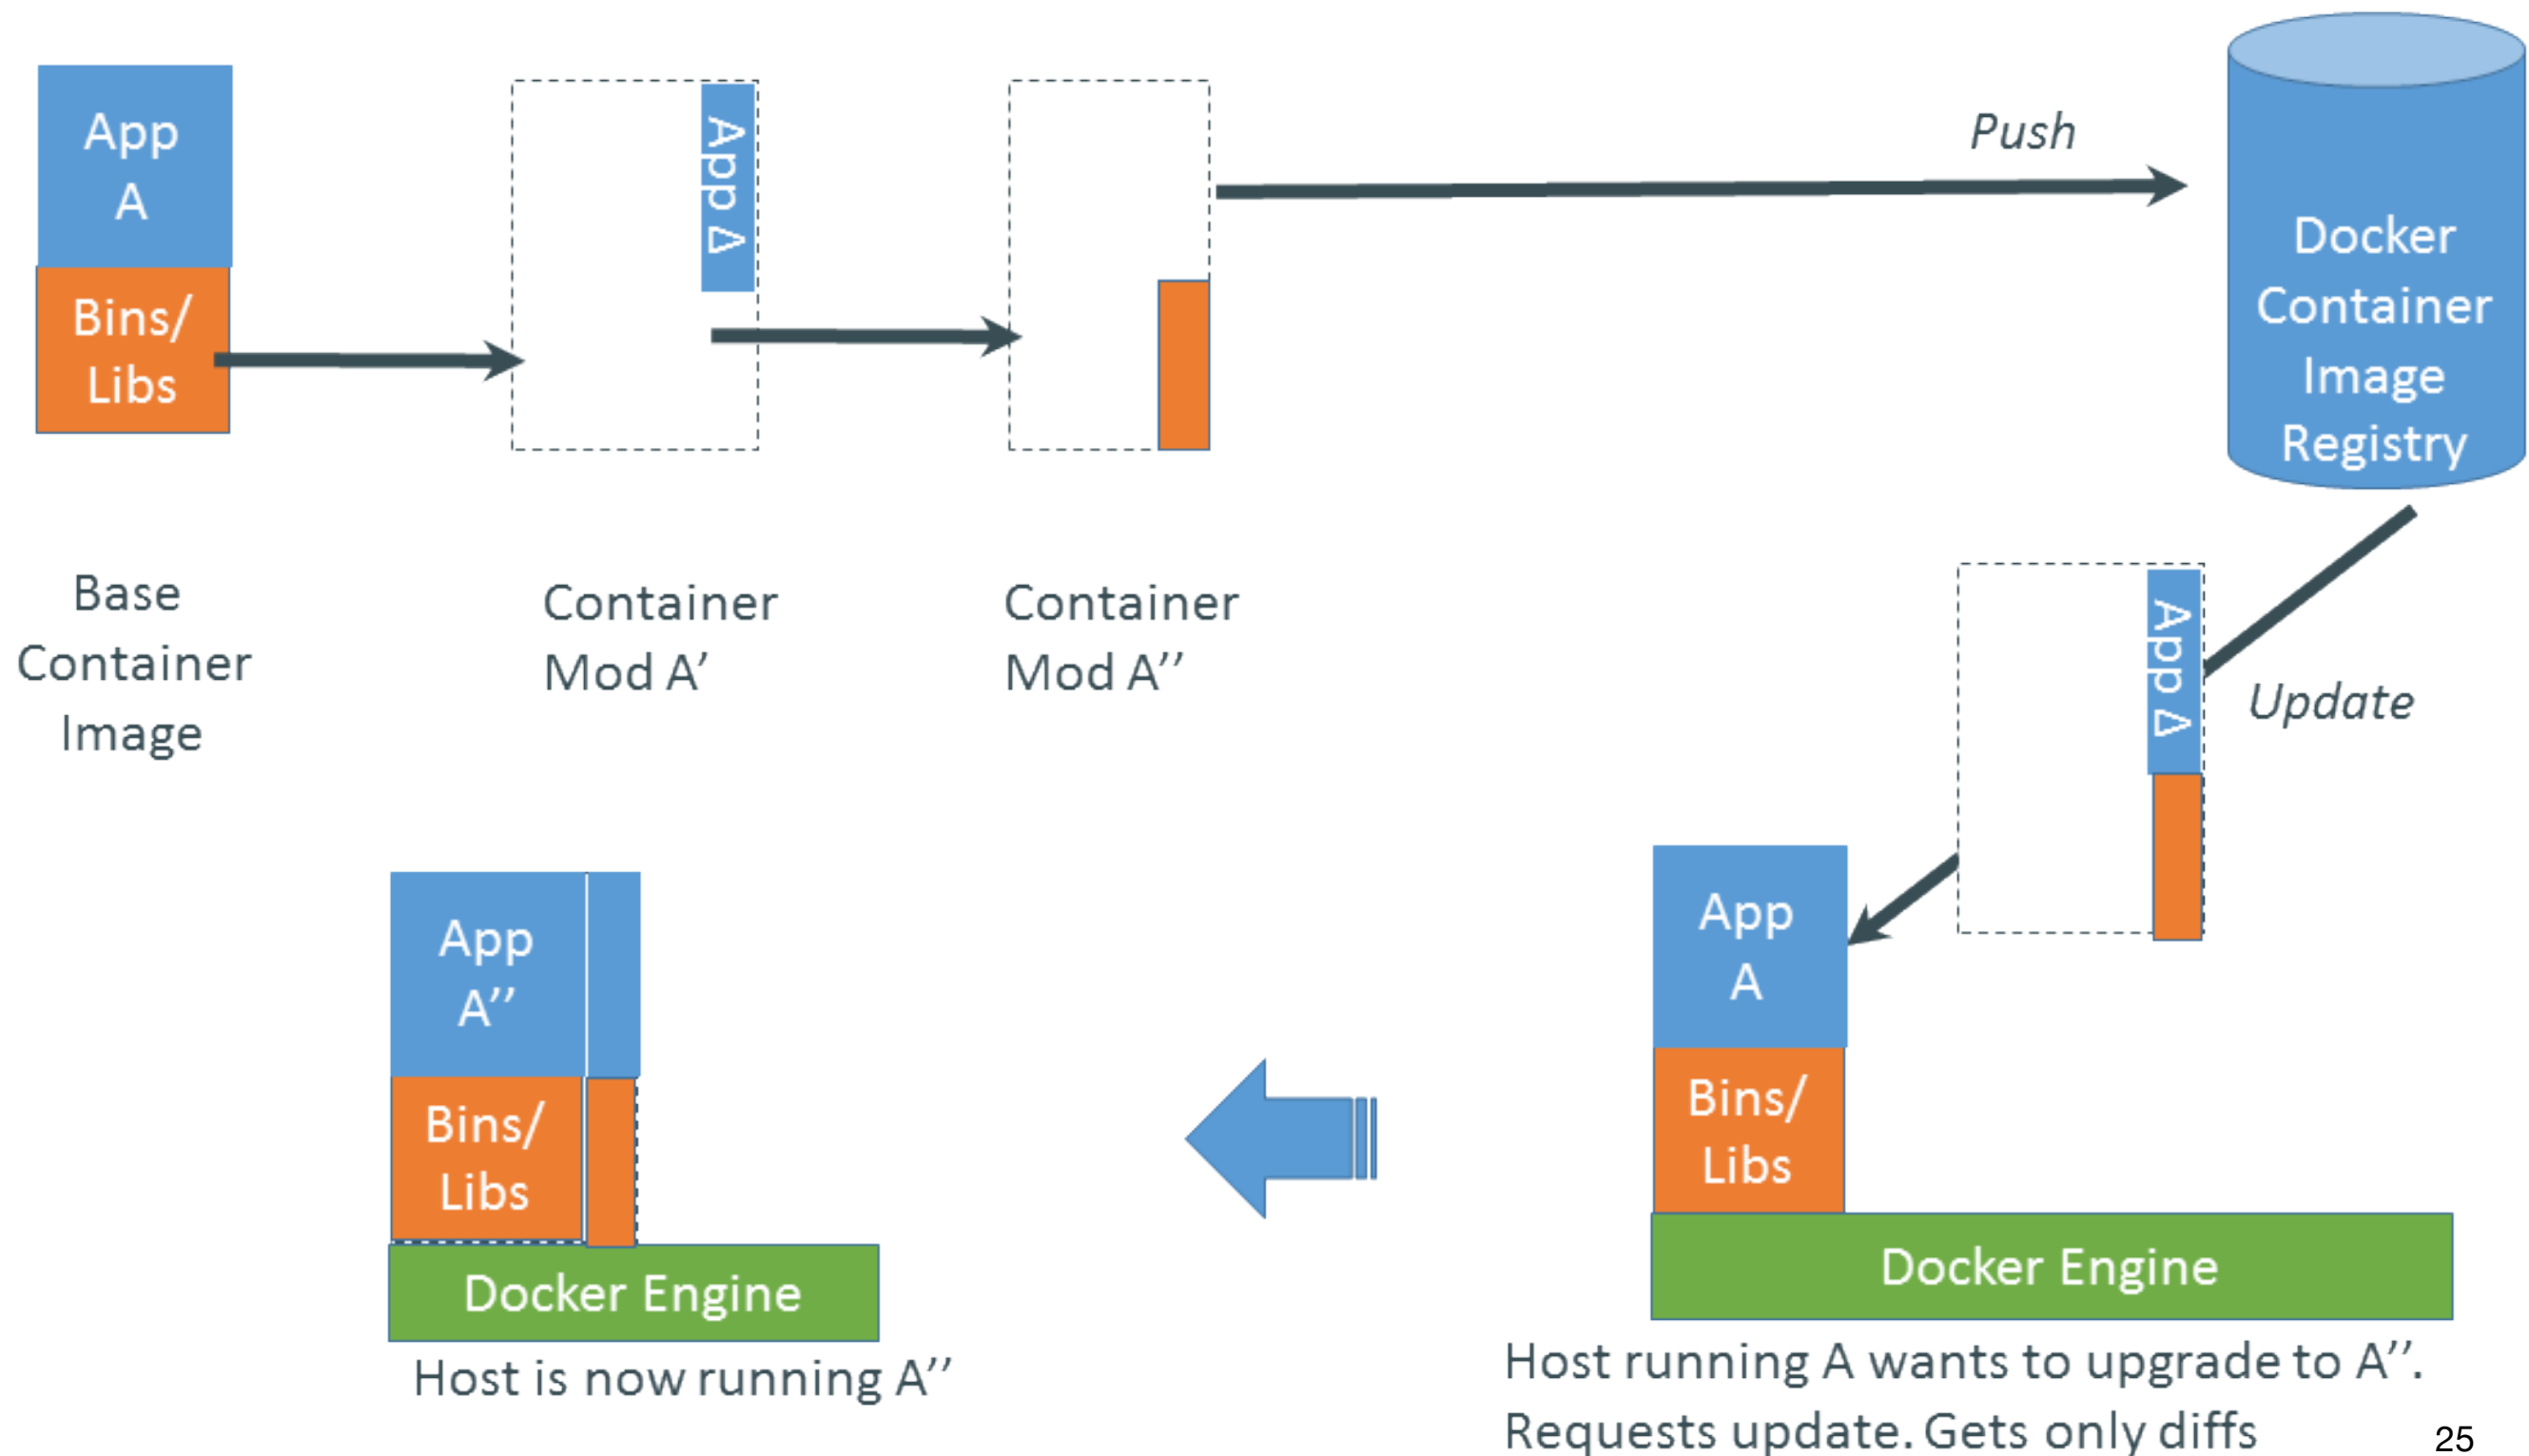 App
A
Bins/
Libs
App Δ
Push
Docker
Container
Image
Registry
Base
Container
Image
Container
Mod A’
Container
Mod A’’
App Δ
Update
App
A
Bins/
Libs
Docker Engine
Host running A wants to upgrade to A’’.
Requests update. Gets only diffs
App
A’’
Bins/
Libs
Docker Engine
Host is now running A’’
25